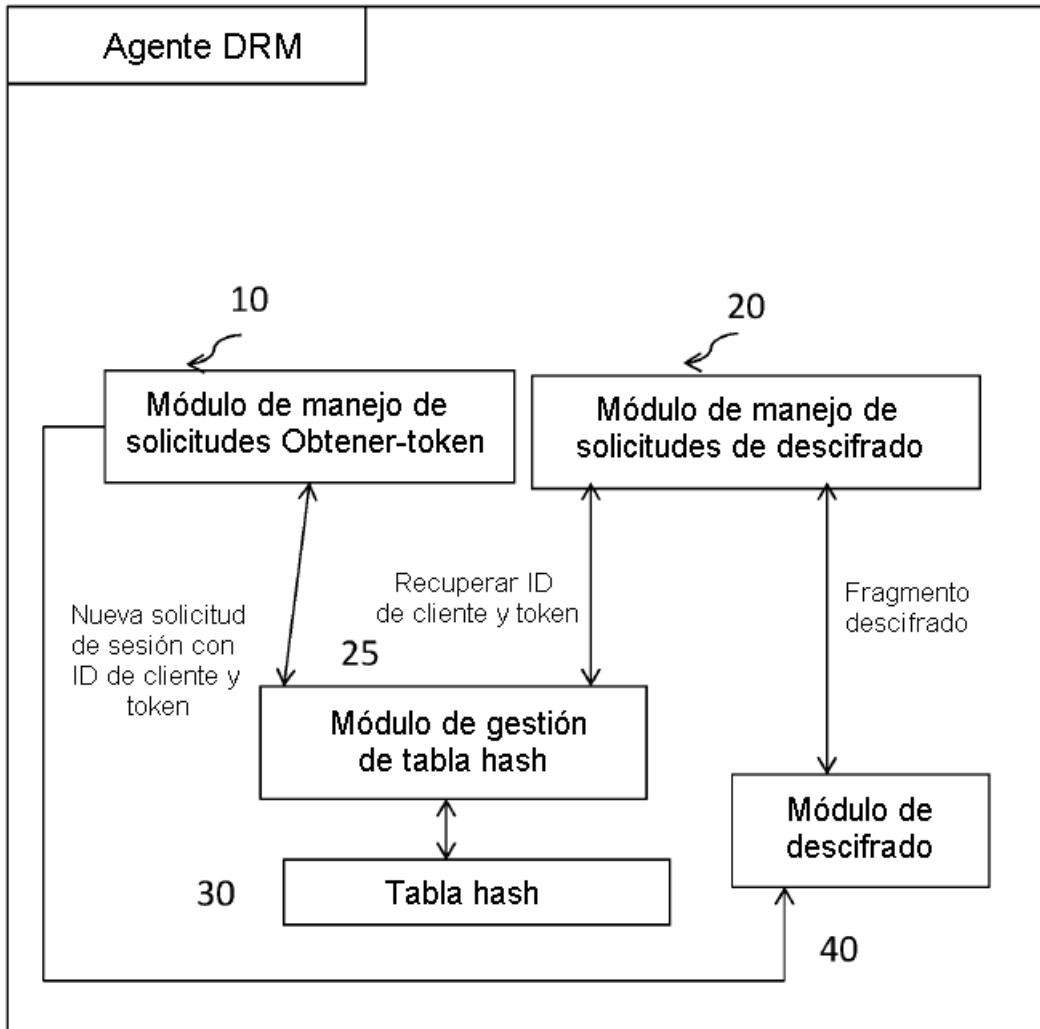 Agente DRM
10
20
Módulo de manejo de
solicitudes Obtener-token
Módulo de manejo de
solicitudes de descifrado
Nueva solicitud
de sesión con
ID de cliente y
token
Recuperar ID
de cliente y token
Fragmento
descifrado
25
Módulo de gestión
de tabla hash
Módulo de
descifrado
30
Tabla hash
40